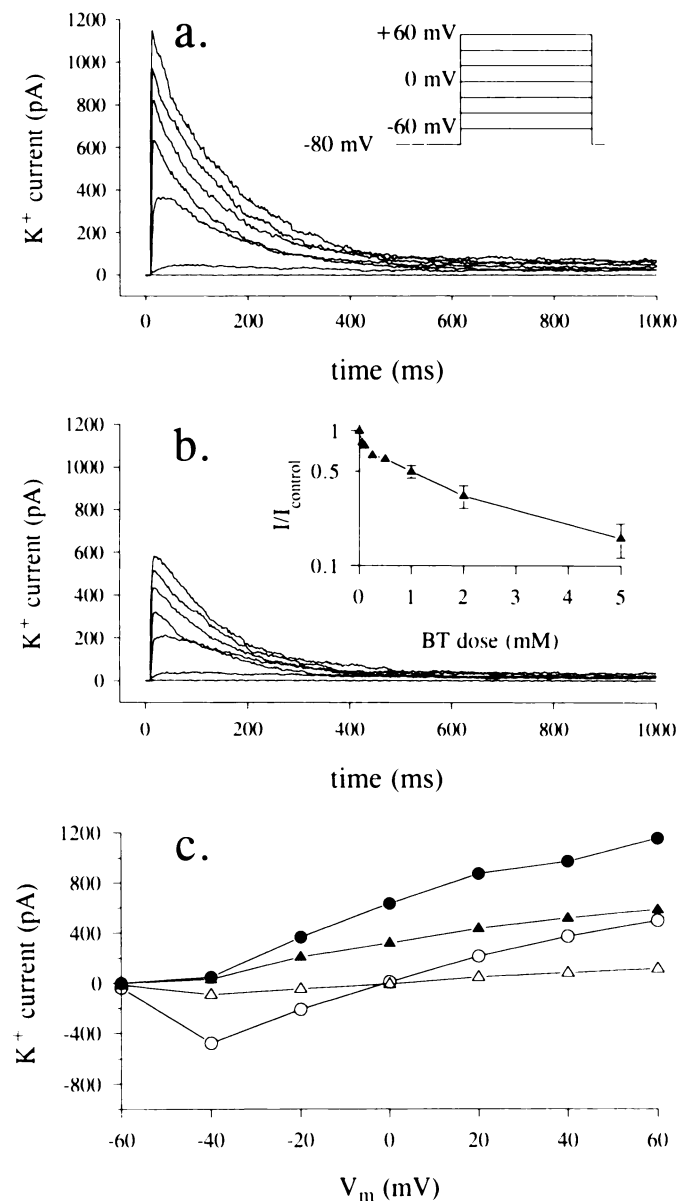 a.
1200
1000
800
600
400
200
0
K+ current (pA)
+60 mV
0 mV
-60 mV
-80 mV
0 200 400 600 800 1000
time (ms)
b.
1200
1000
800
600
400
200
0
K+ current (pA)
1
0.5
0.1
I/Icontrol
0 1 2 3 4 5
BT dose (mM)
0 200 400 600 800 1000
time (ms)
c.
1200
800
400
0
-400
-800
K+ current (pA)
-60 -40 -20 0 20 40 60
Vm (mV)